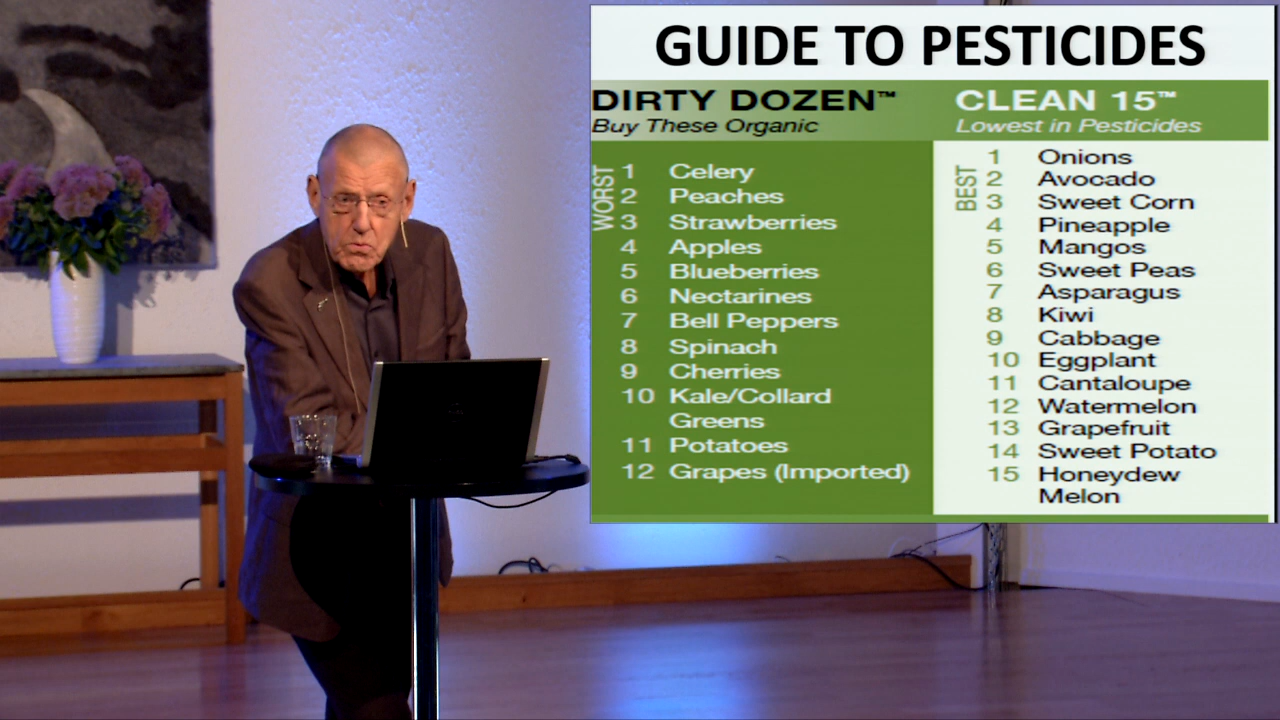 GUIDE TO PESTICIDES
DIRTY DOZEN™
Buy These Organic
WORST
1 Celery
2 Peaches
3 Strawberries
4 Apples
5 Blueberries
6 Nectarines
7 Bell Peppers
8 Spinach
9 Cherries
10 Kale/Collard
Greens
11 Potatoes
12 Grapes (Imported)
CLEAN 15™
Lowest in Pesticides
BEST
1 Onions
2 Avocado
3 Sweet Corn
4 Pineapple
5 Mangos
6 Sweet Peas
7 Asparagus
8 Kiwi
9 Cabbage
10 Eggplant
11 Cantaloupe
12 Watermelon
13 Grapefruit
14 Sweet Potato
15 Honeydew
Melon